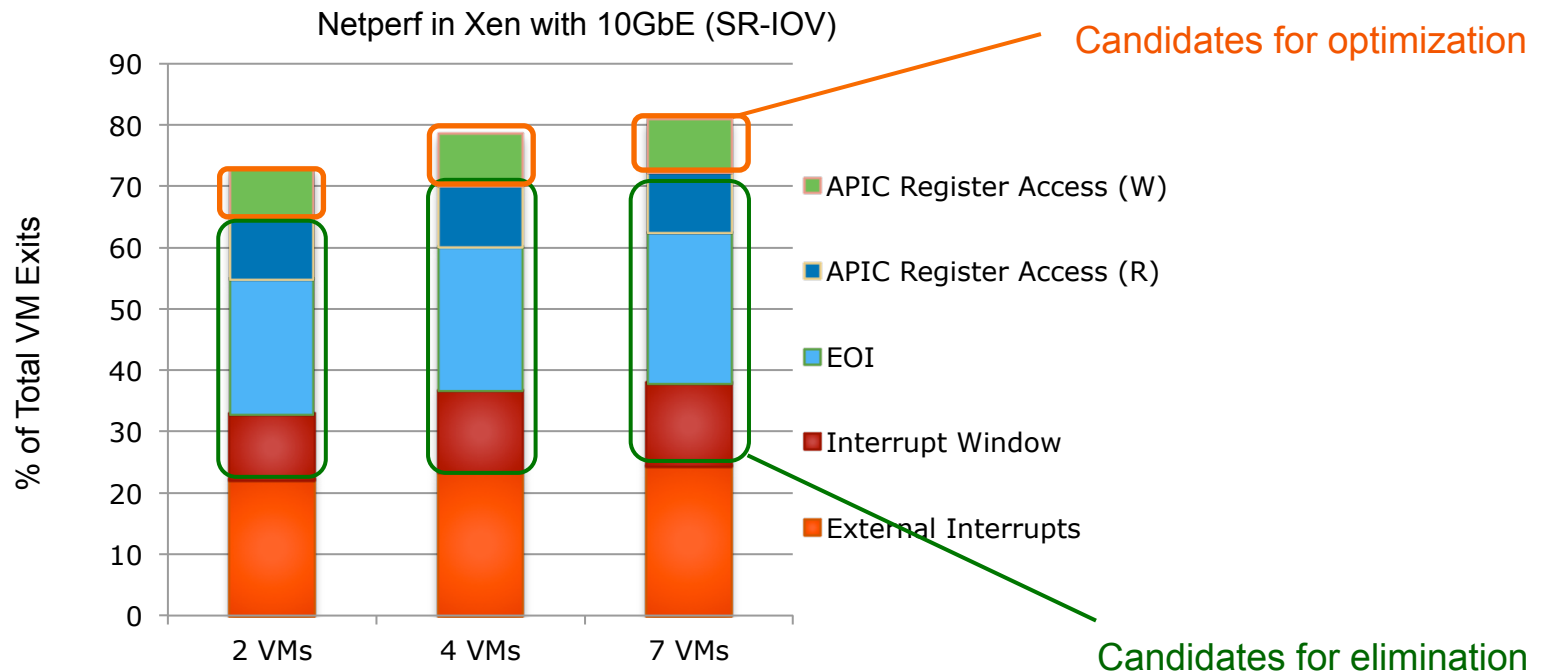 Netperf in Xen with 10GbE (SR-IOV)
Candidates for optimization
% of Total VM Exits
90
80
70
60
50
40
30
20
10
0
2 VMs
4 VMs
7 VMs
APIC Register Access (W)
APIC Register Access (R)
EOI
Interrupt Window
External Interrupts
Candidates for elimination